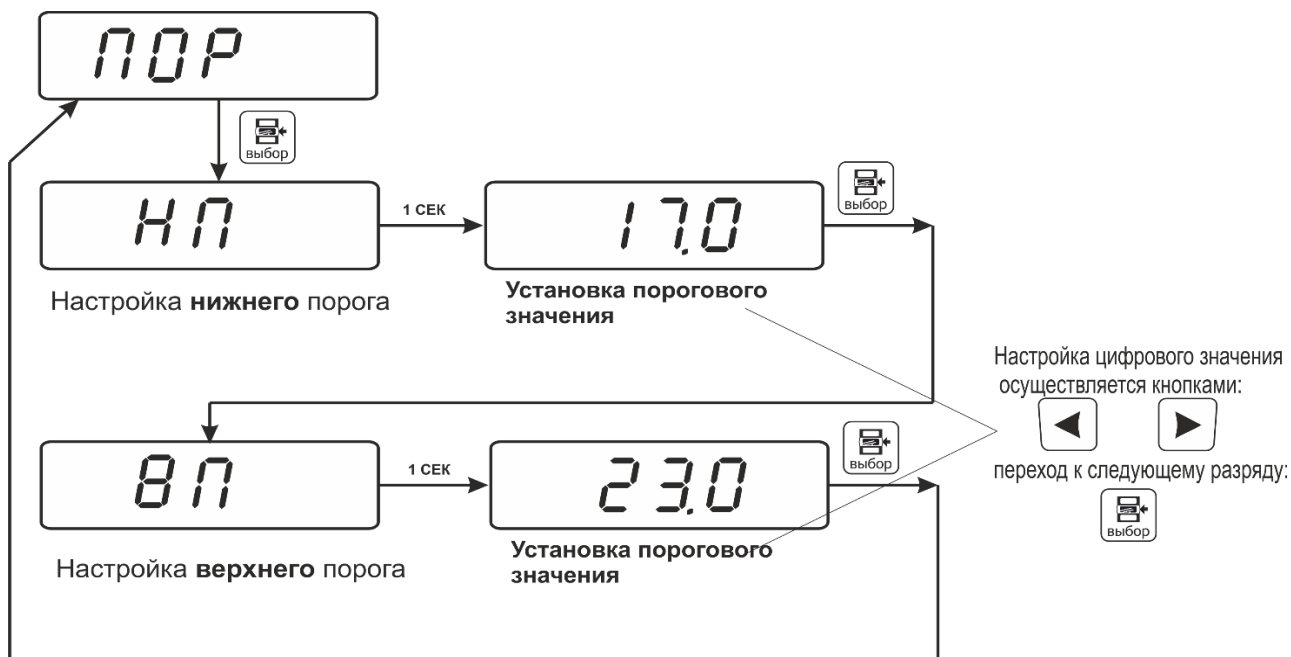 ПОР
выбор
НП
1 СЕК
17.0
выбор
Настройка нижнего порога
Установка порогового
значения
Настройка цифрового значения
осуществляется кнопками:
переход к следующему разряду:
выбор
ВП
1 СЕК
23.0
выбор
Настройка верхнего порога
Установка порогового
значения